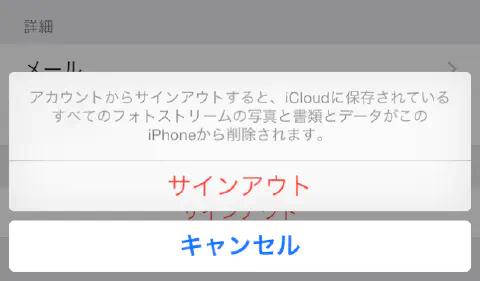 詳細
メール
アカウントからサインアウトすると、iCloudに保存されている
すべてのフォトストリームの写真と書類とデータがこの
iPhoneから削除されます。
サインアウト
サインアウト
キャンセル